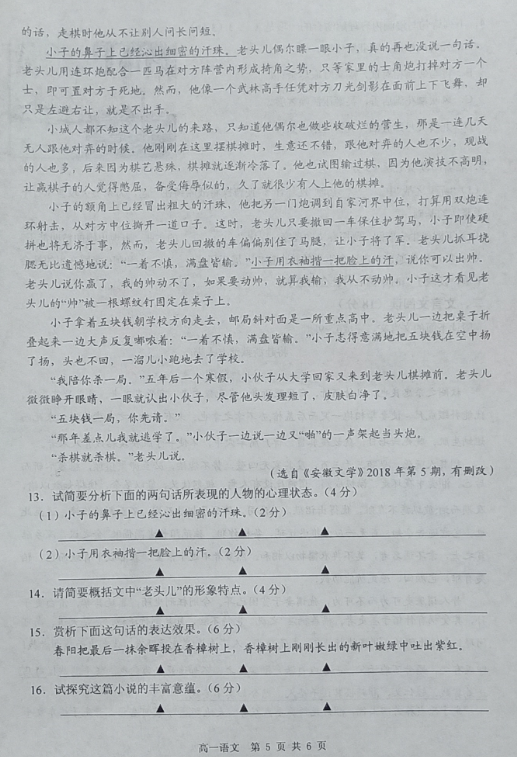 的话，走棋时他从不让别人问长问短。
小子的鼻子上已经沁出细密的汗珠。老头儿偶尔瞟一眼小子，真的再也没说一句话。
老头儿用连环炮配合一匹马在对方阵营内形成犄角之势，只等家里的士角炮打掉对方一个
士，即可置对方于死地。然而，他像一个武林高手任凭对方刀光剑影在面前上下飞舞，却
只是左避右让，就是不出手。
小城人都不知这个老头儿的来路，只知道他偶尔也做些收破烂的营生，那是一连几天
无人跟他对弈的时候。他刚刚在这里摆棋摊时，生意还不错，跟他对弈的人也不少，观战
的人也多，后来因为棋艺悬殊，棋摊就逐渐冷落了。他也试图输过棋，因为他演技不高明，
让赢棋子的人觉得憋屈，备受侮辱似的，久了就很少有人上他的棋摊。
小子的额角上已经冒出粗大的汗珠，他把另一门炮调到自家河界中位，打算用双炮连
环射击，从对方中位撕开一道口子。这时，老头儿只要撤回一车保住护驾马，小子即使硬
拼也将无济于事，然而，老头儿回撤的车偏偏别住了马腿，让小子将了军。老头儿抓耳挠
腮无比遗憾地说：“一着不慎，满盘皆输。”小子用衣袖揩一把脸上的汗，说你可以出帅。
老头儿说你赢了，我的帅动不了，如果要动帅，就算我输，我从不动帅。小子这才看见老
头儿的“帅”被一根螺纹钉固定在桌子上。
小子拿着五块钱朝学校方向走去，邮局斜对面是一所重点高中。老头儿一边把桌子折
叠起来一边大声反复嘟哝着：“一着不慎，满盘皆输。”小子志得意满地把五块钱在空中扬
了扬，头也不回，一溜儿小跑地去了学校。
“我陪你杀一局。”五年后一个寒假，小伙子从大学回家又来到老头儿棋摊前。老头儿
微微睁开眼睛，一眼就认出小伙子，尽管他头发理短了，皮肤白净了。
“五块钱一局，你先请。”
“那年差点儿我就退学了。”小伙子一边说一边又“啪”的一声架起当头炮。
“杀棋就杀棋。”老头儿说。
（选自《安徽文学》2018 年第 5 期，有删改）
13. 试简要分析下面的两句话所表现的人物的心理状态。（4 分）
（1）小子的鼻子上已经沁出细密的汗珠。（2 分）
▲ ▲ ▲
（2）小子用衣袖揩一把脸上的汗。（2 分）
▲ ▲ ▲
14. 请简要概括文中“老头儿”的形象特点。（4 分）
▲ ▲ ▲
15. 赏析下面这句话的表达效果。（6 分）
春阳把最后一抹余晖投在香樟树上，香樟树上刚刚长出的新叶嫩绿中吐出紫红。
▲ ▲ ▲
16. 试探究这篇小说的丰富意蕴。（6 分）
▲ ▲ ▲
高一语文 第 5 页 共 6 页